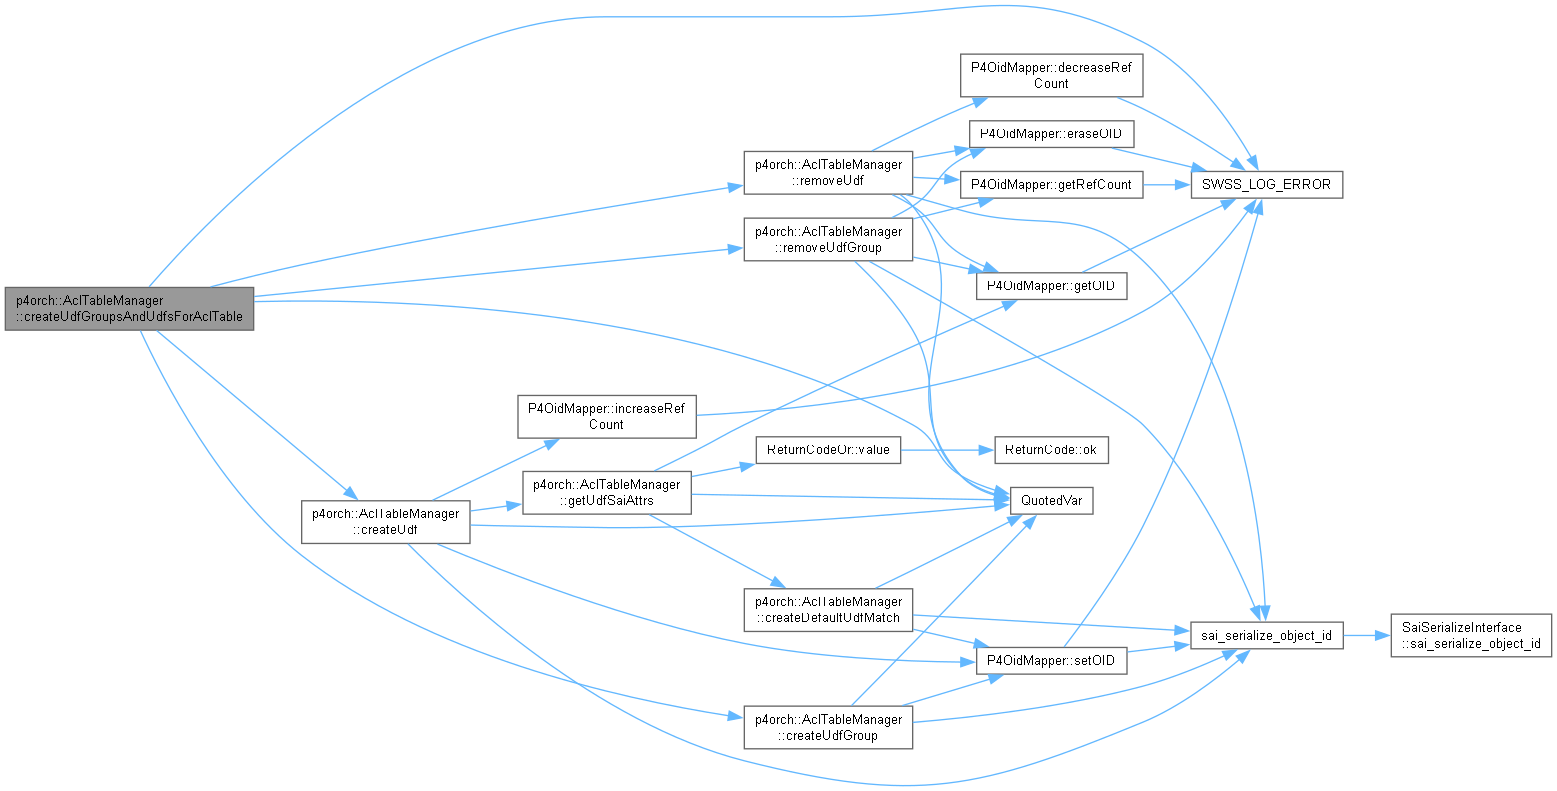 P4OidMapper::decreaseRef
Count
P4OidMapper::eraseOID
p4orch::AclTableManager
::removeUdf
P4OidMapper::getRefCount
SWSS_LOG_ERROR
p4orch::AclTableManager
::removeUdfGroup
P4OidMapper::getOID
p4orch::AclTableManager
::createUdfGroupsAndUdfsForAclTable
P4OidMapper::increaseRef
Count
ReturnCodeOr::value
ReturnCode::ok
p4orch::AclTableManager
::getUdfSaiAttrs
QuotedVar
p4orch::AclTableManager
::createUdf
p4orch::AclTableManager
::createDefaultUdfMatch
sai_serialize_object_id
SaiSerializeInterface
::sai_serialize_object_id
P4OidMapper::setOID
p4orch::AclTableManager
::createUdfGroup